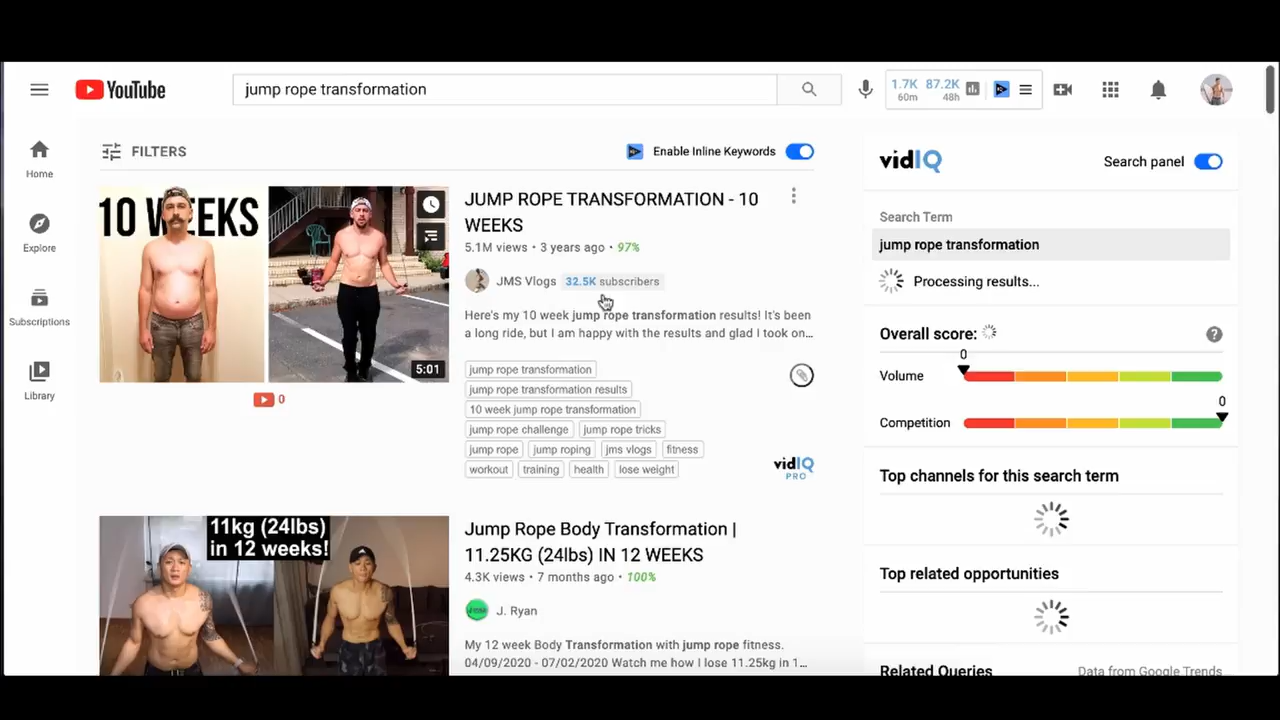 YouTube
jump rope transformation
1.7K 87.2K
60m 48h
Home
Explore
Subscriptions
Library
FILTERS
Enable Inline Keywords
10 WEEKS
5:01
0
JUMP ROPE TRANSFORMATION - 10
WEEKS
5.1M views • 3 years ago • 97%
JMS Vlogs 32.5K subscribers
Here's my 10 week jump rope transformation results! It's been
a long ride, but I am happy with the results and glad I took on...
jump rope transformation
jump rope transformation results
10 week jump rope transformation
jump rope challenge jump rope tricks
jump rope jump roping jms vlogs fitness
workout training health lose weight
vidIQ
PRO
11kg (24lbs)
in 12 weeks!
Jump Rope Body Transformation |
11.25KG (24lbs) IN 12 WEEKS
4.3K views • 7 months ago • 100%
J. Ryan
My 12 week Body Transformation with jump rope fitness.
04/09/2020 - 07/02/2020 Watch me how I lose 11.25kg in 1...
vidIQ
Search panel
Search Term
jump rope transformation
Processing results...
Overall score:
?
0
Volume
0
Competition
Top channels for this search term
Top related opportunities
Related Queries
Data from Google Trends